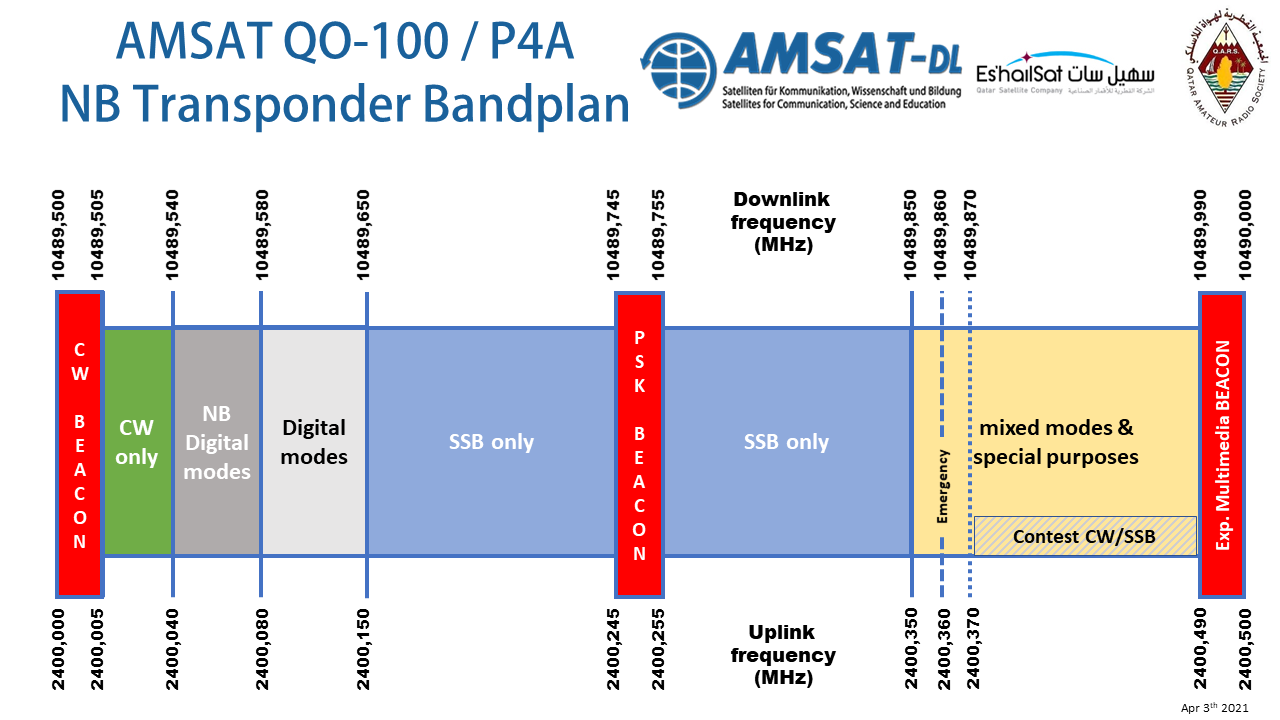 AMSAT QO-100 / P4A
NB Transponder Bandplan
AMSAT-DL
Satelliten für Kommunikation, Wissenschaft und Bildung
Satellites for Communication, Science and Education
Es'hailSat سهيل سات
Qatar Satellite Company الشركة القطرية للأقمار الصناعية
الجمعية القطرية لهواة اللاسلكي
Q.A.R.S.
QATAR AMATEUR RADIO SOCIETY
10489,500
10489,505
10489,540
10489,580
10489,650
10489,745
10489,755
Downlink
frequency
(MHz)
10489,850
10489,860
10489,870
10489,990
10490,000
CW BEACON
CW
only
NB
Digital
modes
Digital
modes
SSB only
PSK BEACON
SSB only
Emergency
mixed modes &
special purposes
Contest CW/SSB
Exp. Multimedia BEACON
2400,000
2400,005
2400,040
2400,080
2400,150
2400,245
2400,255
Uplink
frequency
(MHz)
2400,350
2400,360
2400,370
2400,490
2400,500
Apr 3th 2021